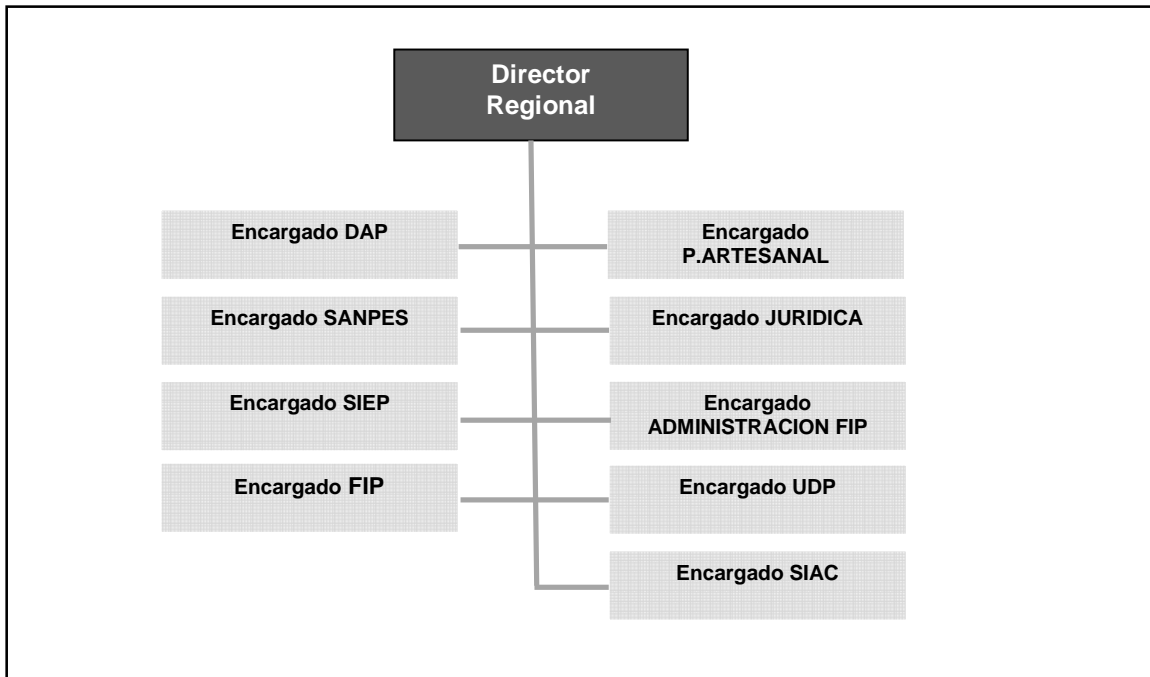 Director
Regional
Encargado DAP
Encargado
P.ARTESANAL
Encargado SANPES
Encargado JURIDICA
Encargado SIEP
Encargado
ADMINISTRACION FIP
Encargado FIP
Encargado UDP
Encargado SIAC